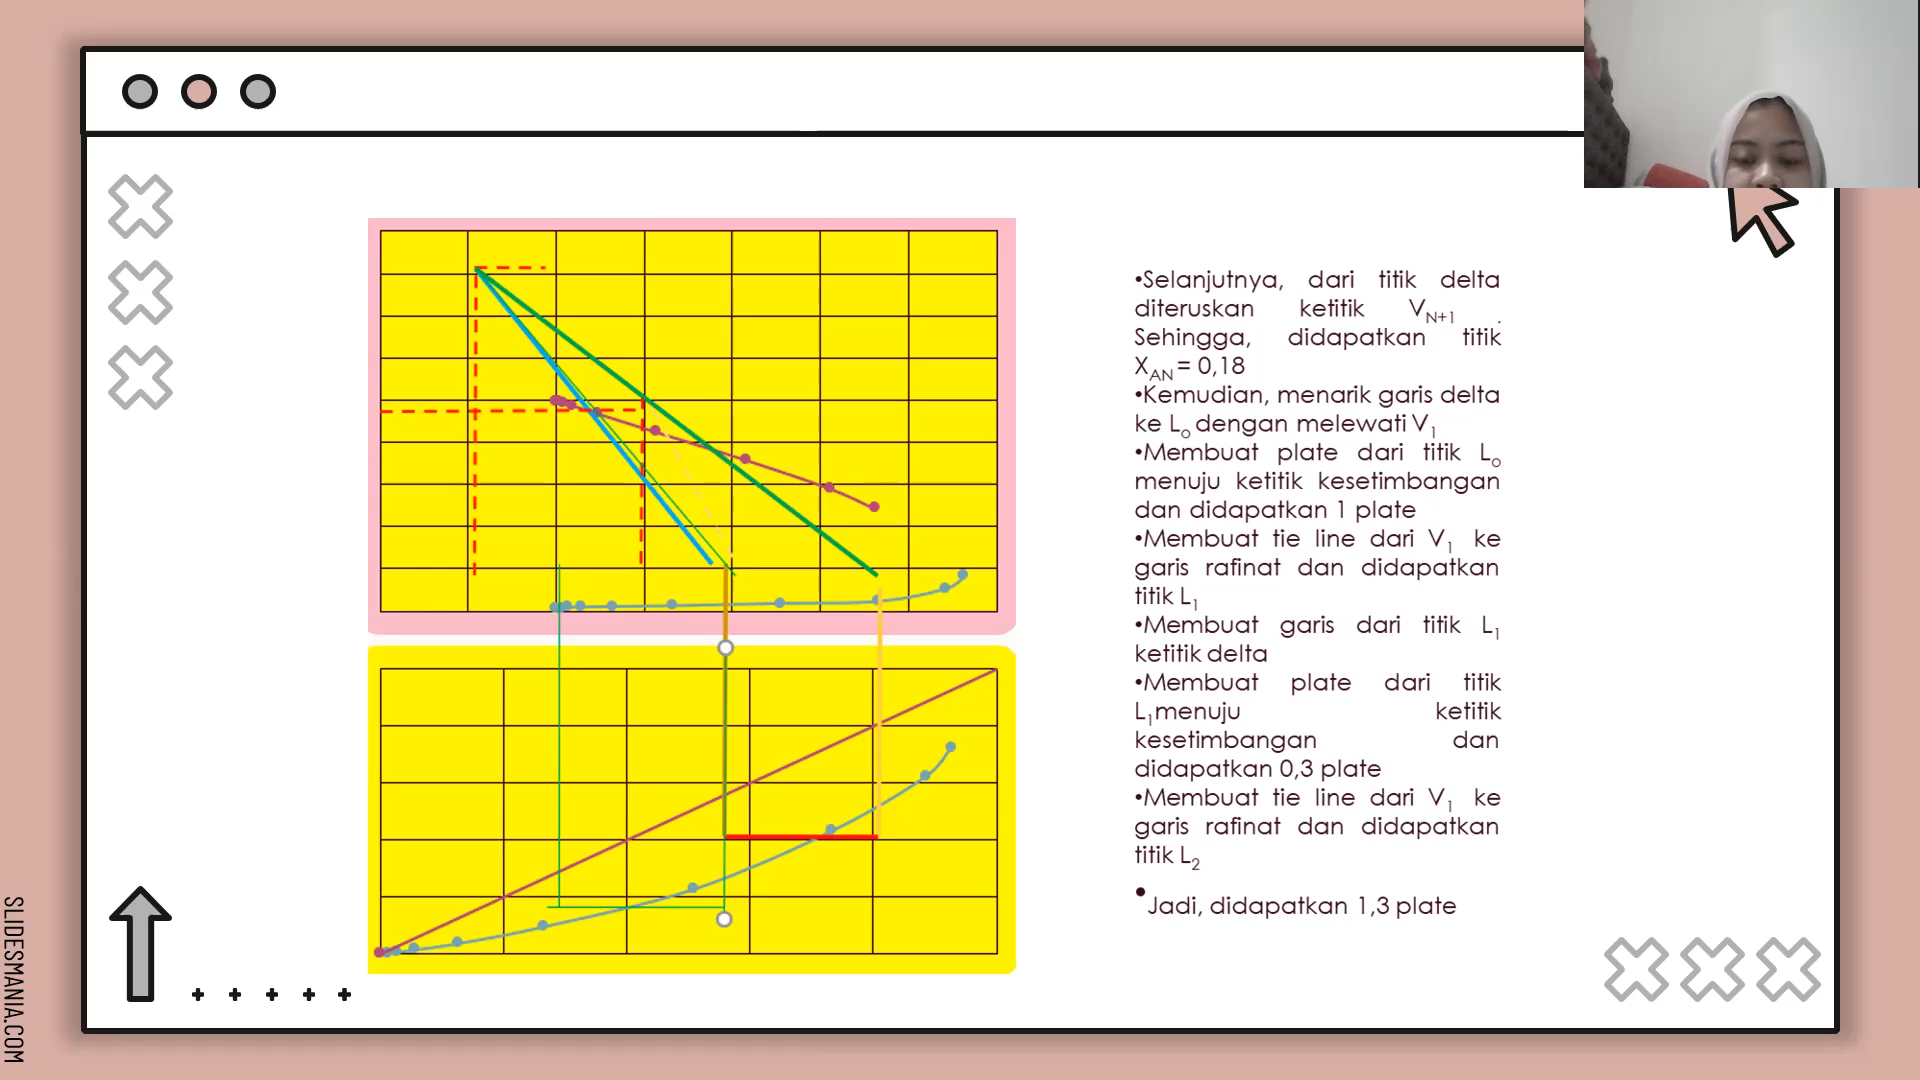 •Selanjutnya, dari titik delta
diteruskan ketitik V_N+1 .
Sehingga, didapatkan titik
X_AN = 0,18
•Kemudian, menarik garis delta
ke L_o dengan melewati V_1
•Membuat plate dari titik L_o
menuju ketitik kesetimbangan
dan didapatkan 1 plate
•Membuat tie line dari V_1 ke
garis rafinat dan didapatkan
titik L_1
•Membuat garis dari titik L_1
ketitik delta
•Membuat plate dari titik
L_1menuju ketitik
kesetimbangan dan
didapatkan 0,3 plate
•Membuat tie line dari V_1 ke
garis rafinat dan didapatkan
titik L_2
•Jadi, didapatkan 1,3 plate
SLIDESMANIA.COM